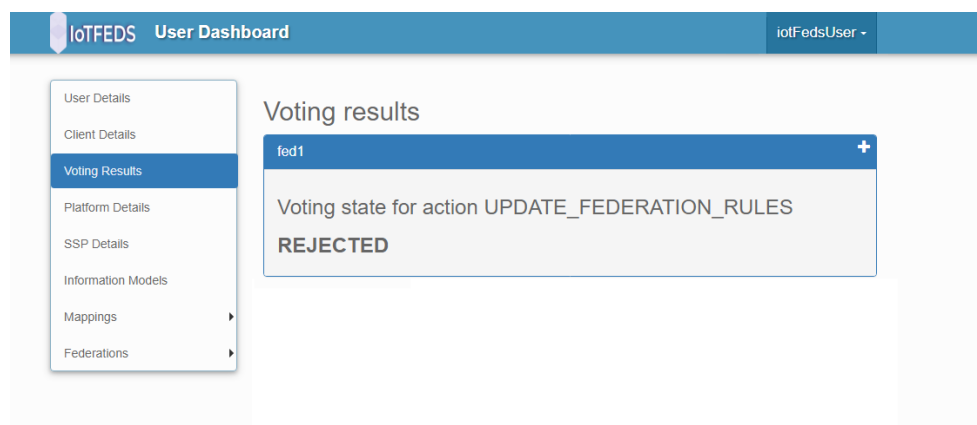 IoTFEDS User Dashboard iotFedsUser
User Details
Client Details
Voting Results
Platform Details
SSP Details
Information Models
Mappings
Federations
Voting results
fed1
Voting state for action UPDATE_FEDERATION_RULES
REJECTED